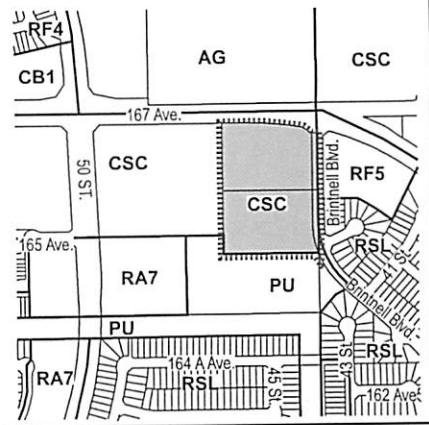 RF4
AG
CSC
CB1
167 Ave.
50 ST.
CSC
CSC
Brintnell Blvd.
RF5
RSL
41 ST
165 Ave.
RA7
PU
Brintnell Blvd.
PU
RA7
164 A Ave.
RSL
45 St.
43 St.
RSL
162 Ave.